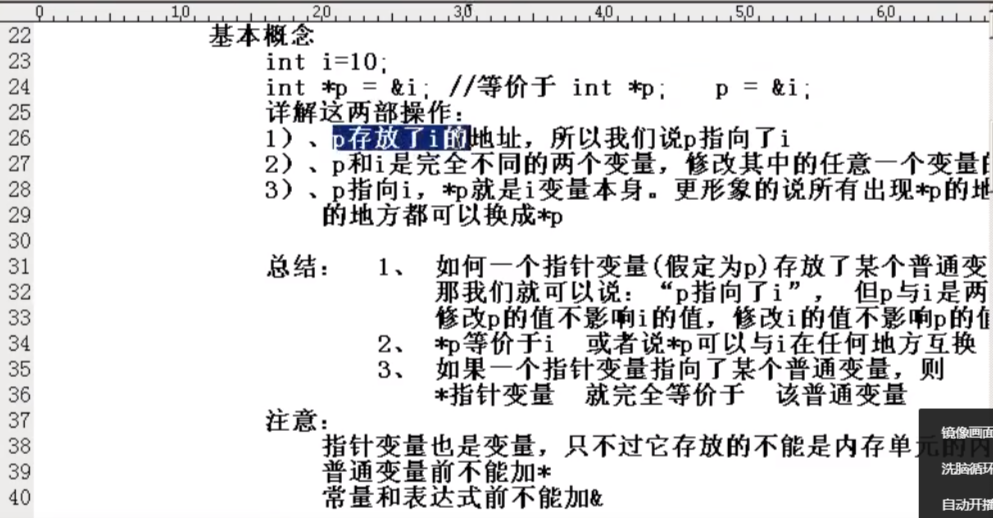 0 1.0 2.0 3.0 4.0 5.0 6.0
22 基本概念
23 int i=10;
24 int *p = &i; //等价于 int *p; p = &i;
25 详解这两部操作:
26 1)、p存放了i的地址，所以我们说p指向了i
27 2)、p和i是完全不同的两个变量，修改其中的任意一个变量的
28 3)、p指向i，*p就是i变量本身。更形象的说所有出现*p的地
29 的地方都可以换成*p
30
31 总结: 1、 如何一个指针变量(假定为p)存放了某个普通变
32 那我们就可以说: “p指向了i”， 但p与i是两
33 修改p的值不影响i的值，修改i的值不影响p的值
34 2、 *p等价于i 或者说*p可以与i在任何地方互换
35 3、 如果一个指针变量指向了某个普通变量，则
36 *指针变量 就完全等价于 该普通变量
37 注意:
38 指针变量也是变量，只不过它存放的不能是内存单元的内
39 普通变量前不能加*
40 常量和表达式前不能加&
镜像画面
洗脑循环
自动开播